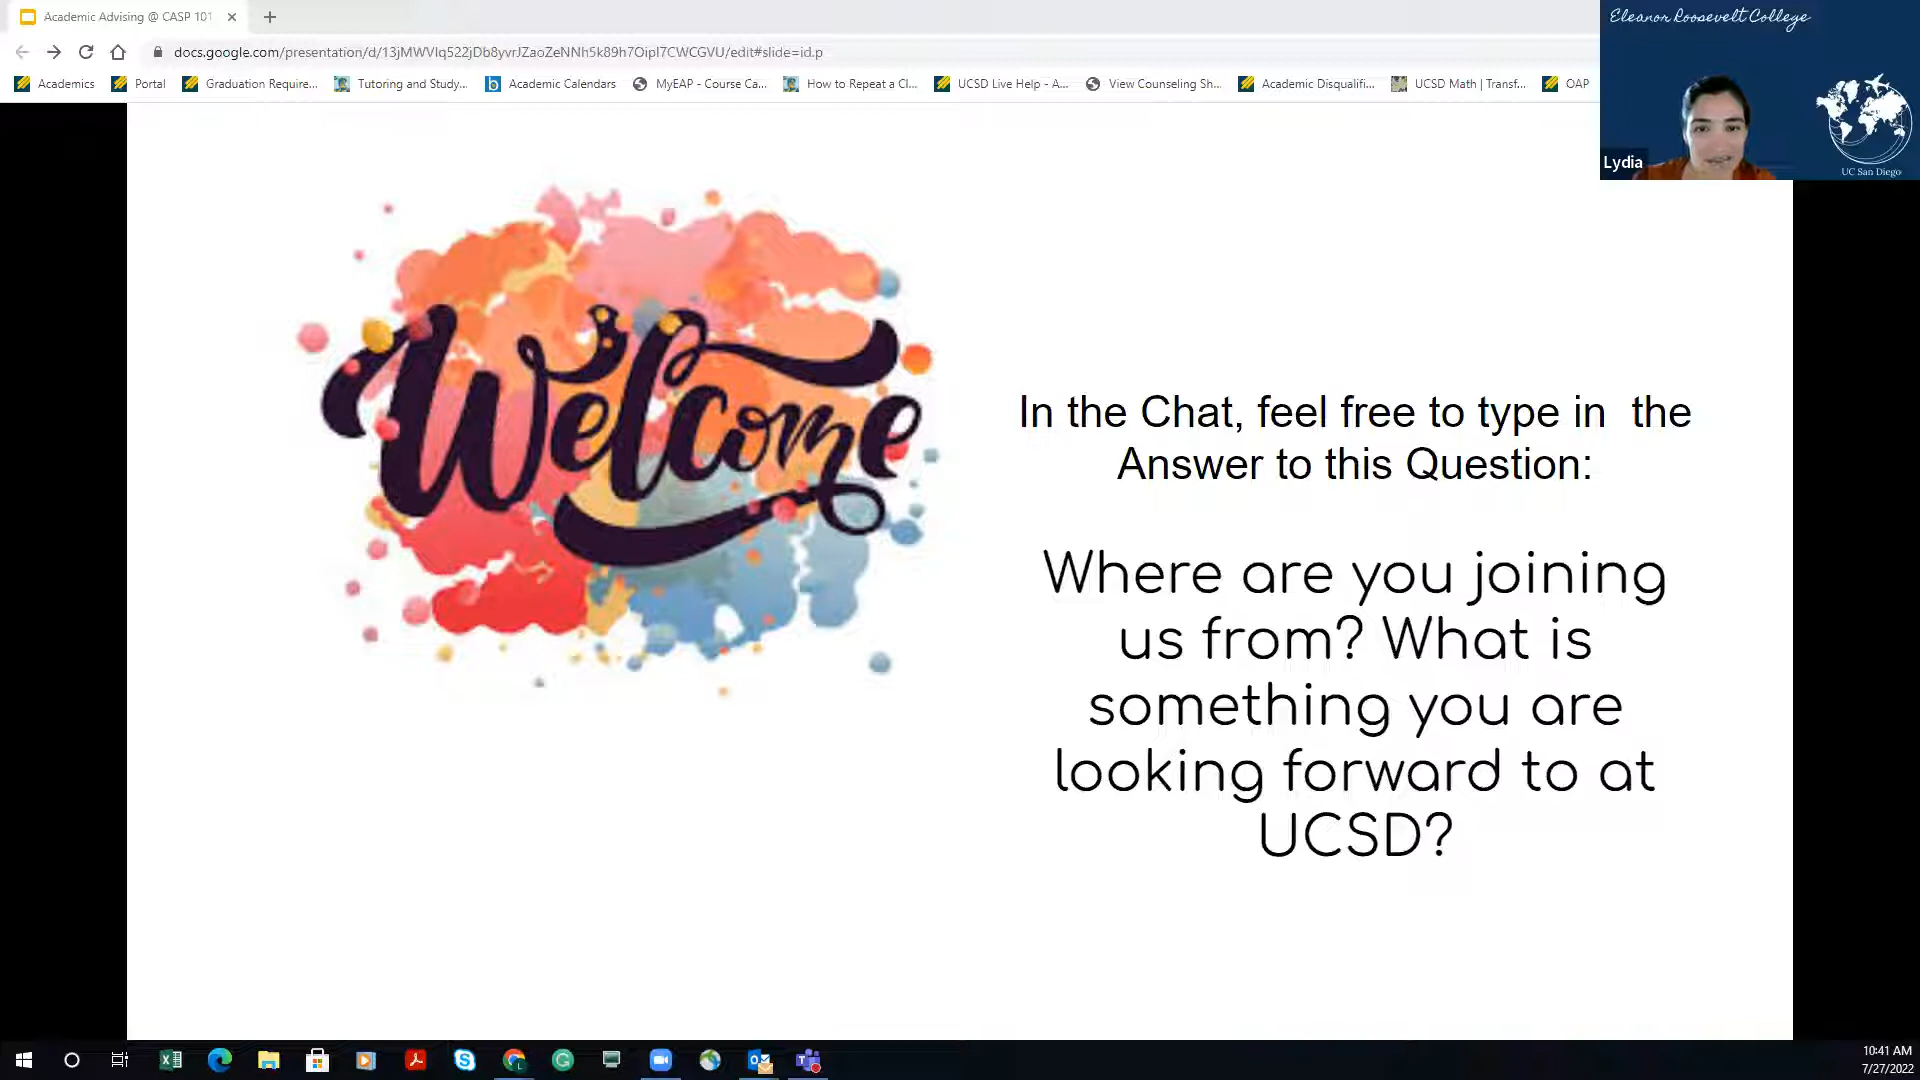 Academic Advising @ CASP 101
docs.google.com/presentation/d/13jMWVlq522jDb8yvrJZaoZeNNh5k89h7OipI7CWCGVU/edit#slide=id.p
Academics
Portal
Graduation Require...
Tutoring and Study...
Academic Calendars
MyEAP - Course Ca...
How to Repeat a Cl...
UCSD Live Help - A...
View Counseling Sh...
Academic Disqualifi...
UCSD Math | Transf...
OAP
Eleanor Roosevelt College
Lydia
UC San Diego
Welcome
In the Chat, feel free to type in the
Answer to this Question:
Where are you joining
us from? What is
something you are
looking forward to at
UCSD?
10:41 AM
7/27/2022